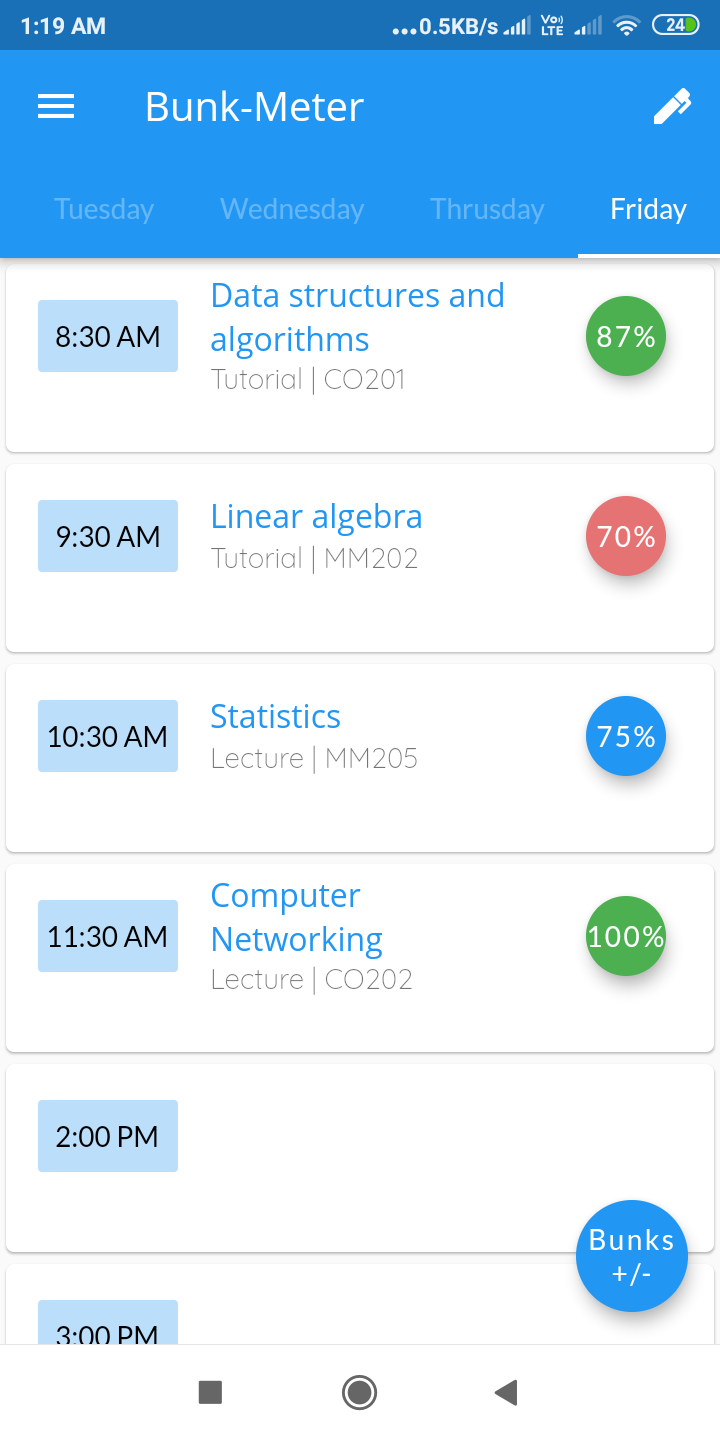 1:19 AM ...0.5KB/s Vo) LTE 24
Bunk-Meter
Tuesday Wednesday Thrusday Friday
8:30 AM
Data structures and
algorithms
Tutorial | CO201
87%
9:30 AM
Linear algebra
Tutorial | MM202
70%
10:30 AM
Statistics
Lecture | MM205
75%
11:30 AM
Computer
Networking
Lecture | CO202
100%
2:00 PM
Bunks
+/-
3:00 PM